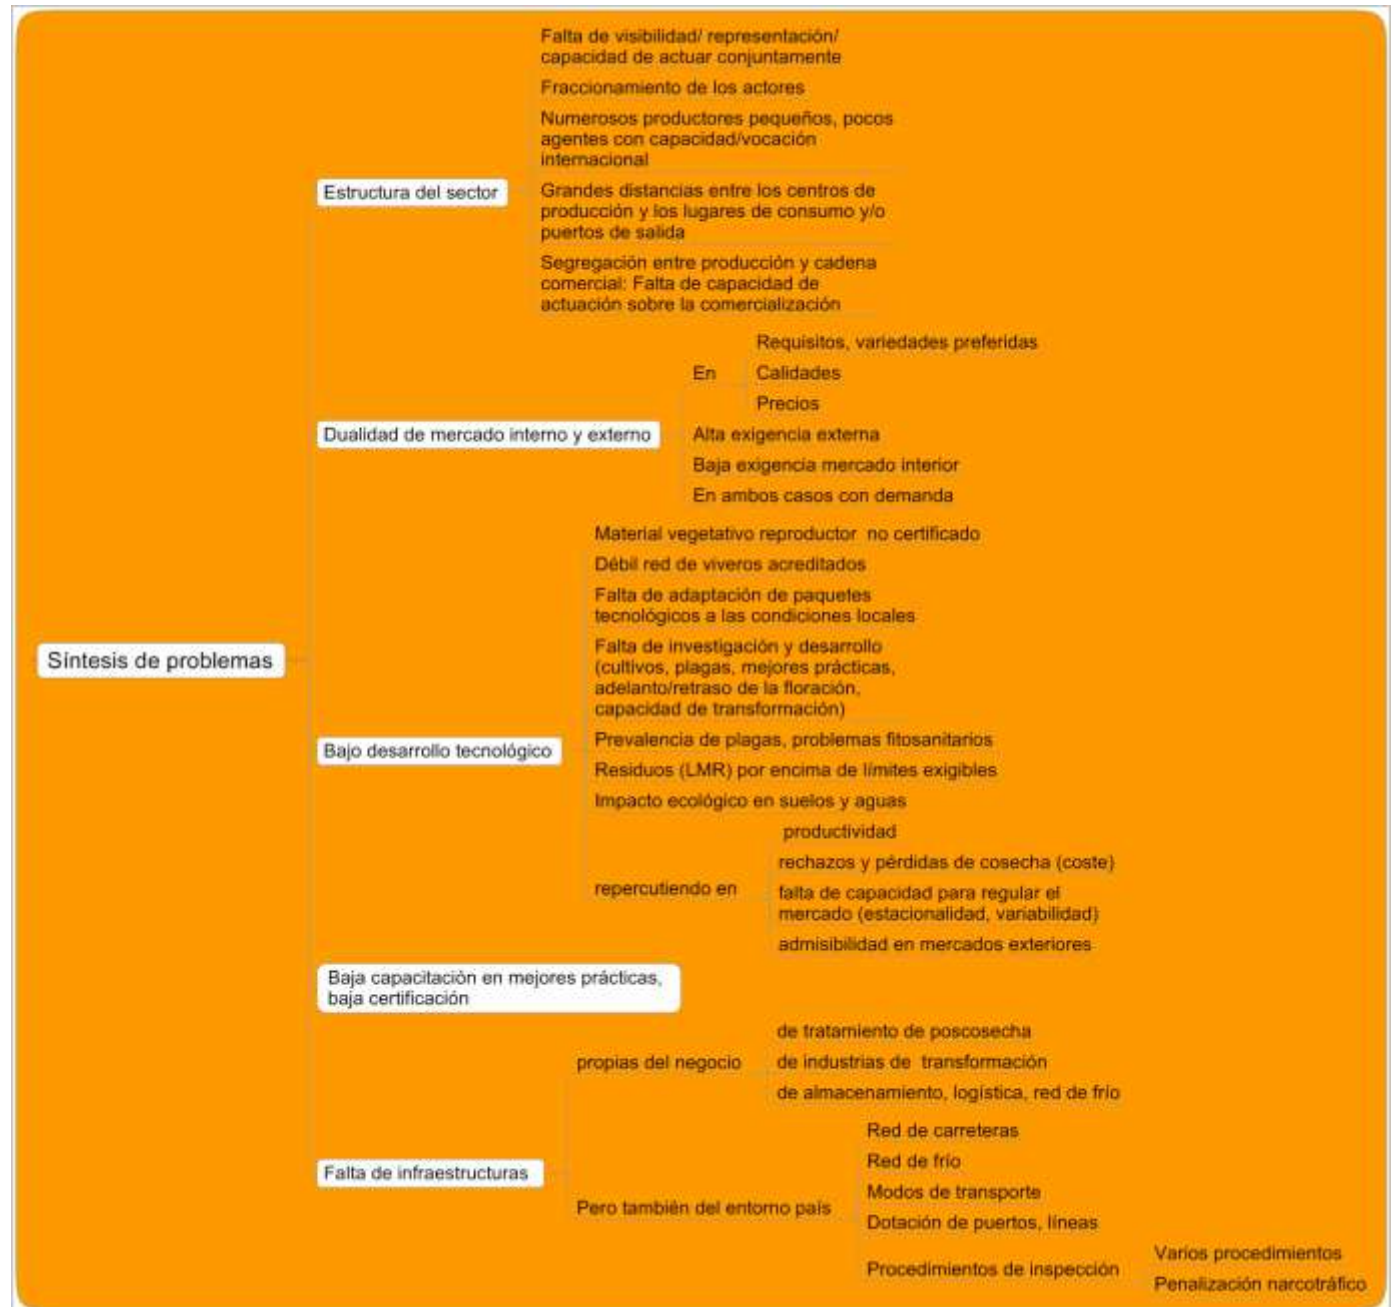 Síntesis de problemas
Estructura del sector
Falta de visibilidad/ representación/
capacidad de actuar conjuntamente
Fraccionamiento de los actores
Numerosos productores pequeños, pocos
agentes con capacidad/vocación
internacional
Grandes distancias entre los centros de
producción y los lugares de consumo y/o
puertos de salida
Segregación entre producción y cadena
comercial: Falta de capacidad de
actuación sobre la comercialización
Dualidad de mercado interno y externo
En
Requisitos, variedades preferidas
Calidades
Precios
Alta exigencia externa
Baja exigencia mercado interior
En ambos casos con demanda
Bajo desarrollo tecnológico
Material vegetativo reproductor no certificado
Débil red de viveros acreditados
Falta de adaptación de paquetes
tecnológicos a las condiciones locales
Falta de investigación y desarrollo
(cultivos, plagas, mejores prácticas,
adelanto/retraso de la floración,
capacidad de transformación)
Prevalencia de plagas, problemas fitosanitarios
Residuos (LMR) por encima de límites exigibles
Impacto ecológico en suelos y aguas
repercutiendo en
productividad
rechazos y pérdidas de cosecha (coste)
falta de capacidad para regular el
mercado (estacionalidad, variabilidad)
admisibilidad en mercados exteriores
Baja capacitación en mejores prácticas,
baja certificación
Falta de infraestructuras
propias del negocio
de tratamiento de poscosecha
de industrias de transformación
de almacenamiento, logística, red de frío
Pero también del entorno país
Red de carreteras
Red de frío
Modos de transporte
Dotación de puertos, líneas
Procedimientos de inspección
Varios procedimientos
Penalización narcotráfico